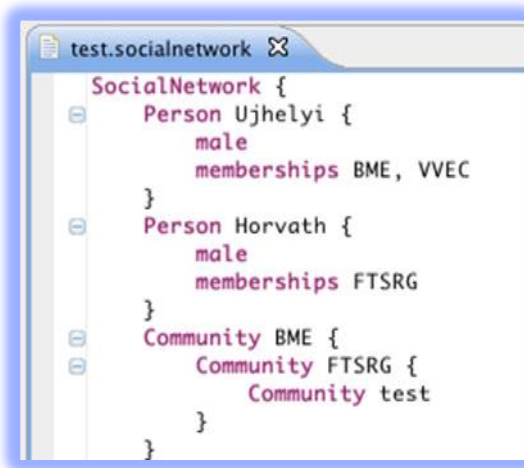 test.socialnetwork
SocialNetwork {
Person Ujhelyi {
male
memberships BME, VVEC
}
Person Horvath {
male
memberships FTSRG
}
Community BME {
Community FTSRG {
Community test
}
}